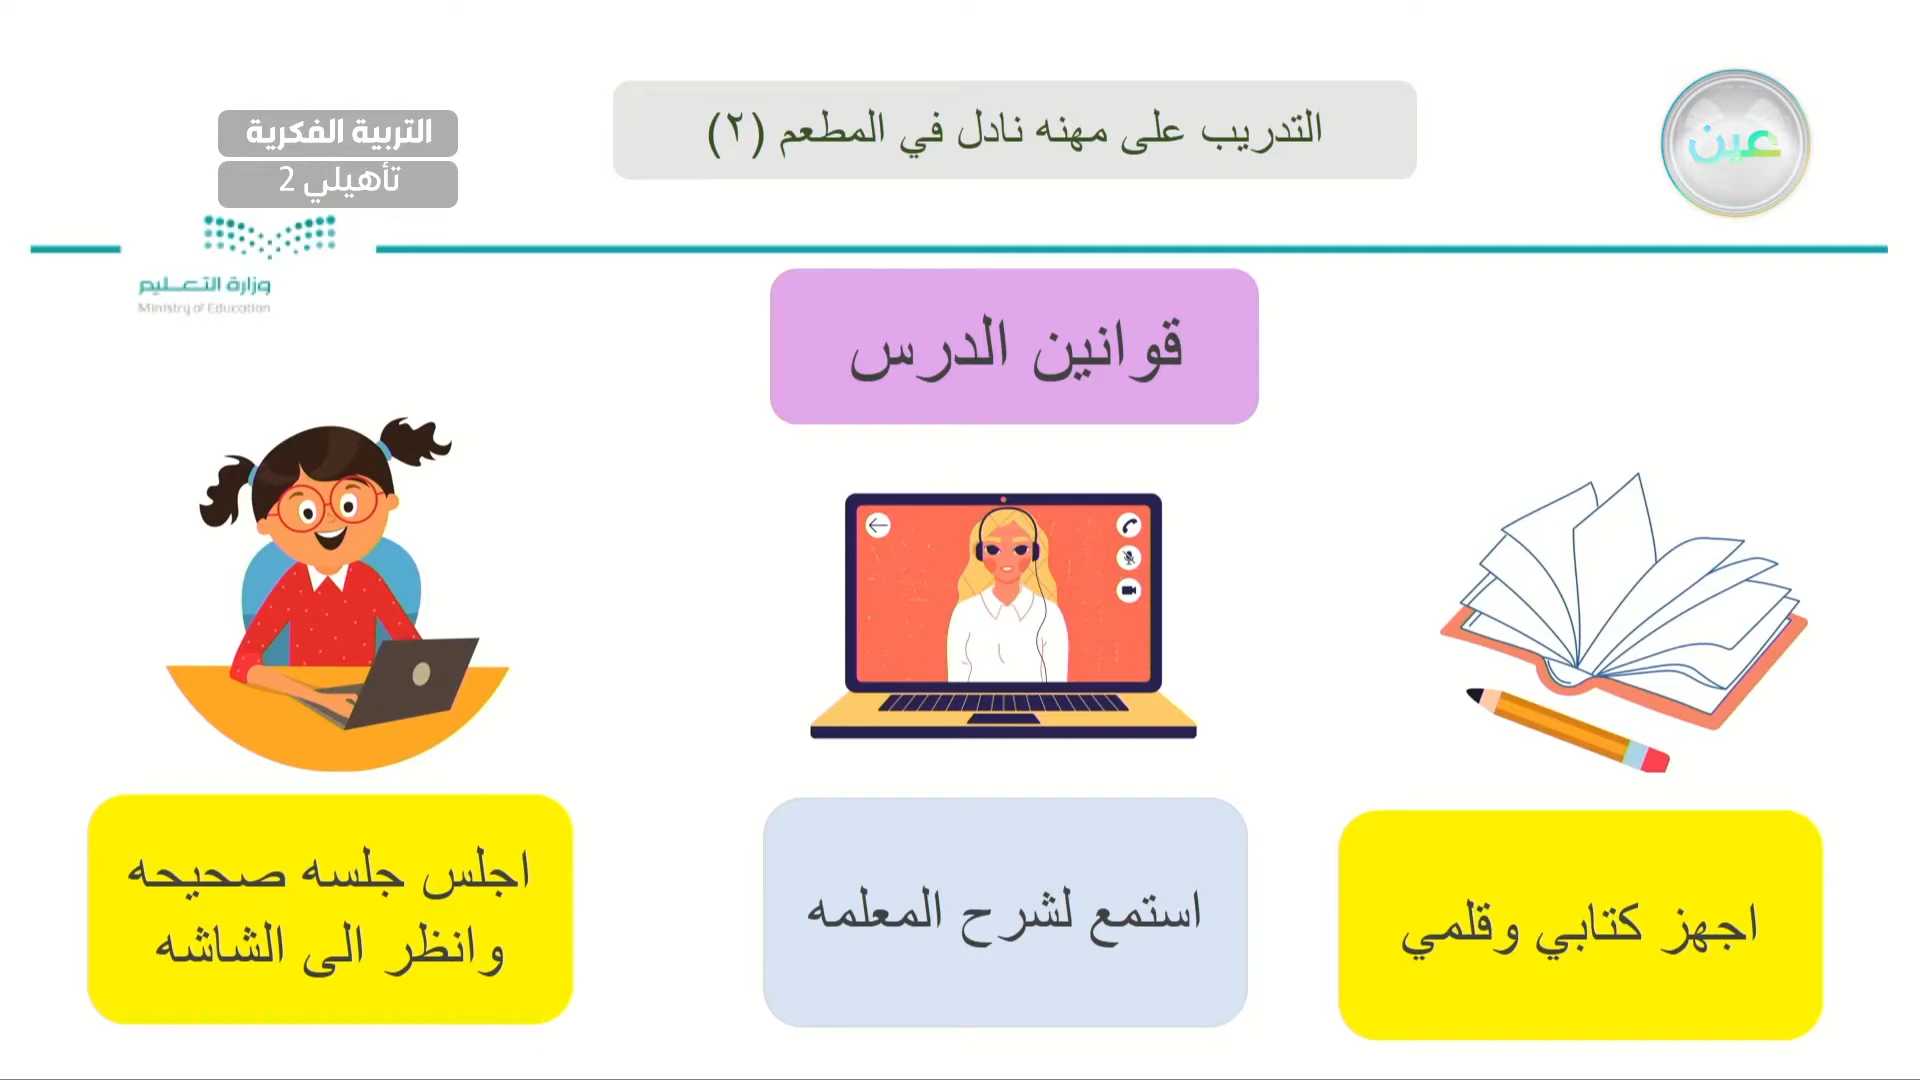 التدريب على مهنه نادل في المطعم (٢)
عين
التربية الفكرية
تأهيلي 2
وزارة التعليم
Ministry of Education
قوانين الدرس
اجهز كتابي وقلمي
استمع لشرح المعلمه
اجلس جلسه صحيحه
وانظر الى الشاشه